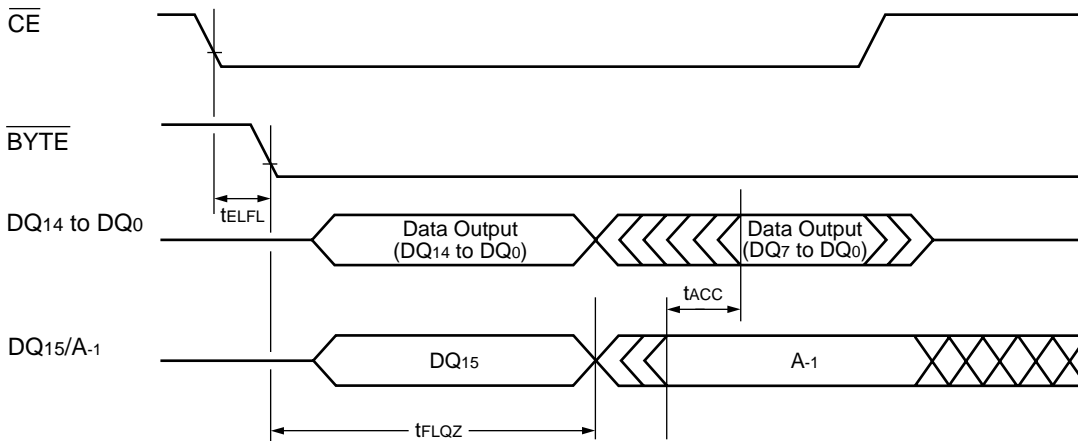 CE
BYTE
tELFL
DQ14 to DQ0
Data Output
(DQ14 to DQ0)
Data Output
(DQ7 to DQ0)
tACC
DQ15/A-1
DQ15
A-1
tFLQZ